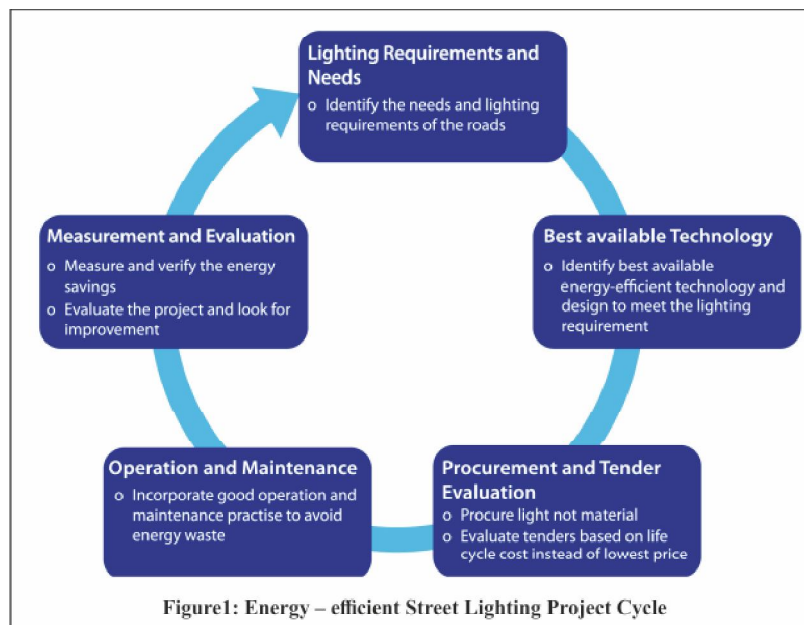 Lighting Requirements and
Needs
o Identify the needs and lighting
requirements of the roads
Best available Technology
o Identify best available
energy-efficient technology and
design to meet the lighting
requirement
Procurement and Tender
Evaluation
o Procure light not material
o Evaluate tenders based on life
cycle cost instead of lowest price
Operation and Maintenance
o Incorporate good operation and
maintenance practise to avoid
energy waste
Measurement and Evaluation
o Measure and verify the energy
savings
o Evaluate the project and look for
improvement
Figure1: Energy – efficient Street Lighting Project Cycle